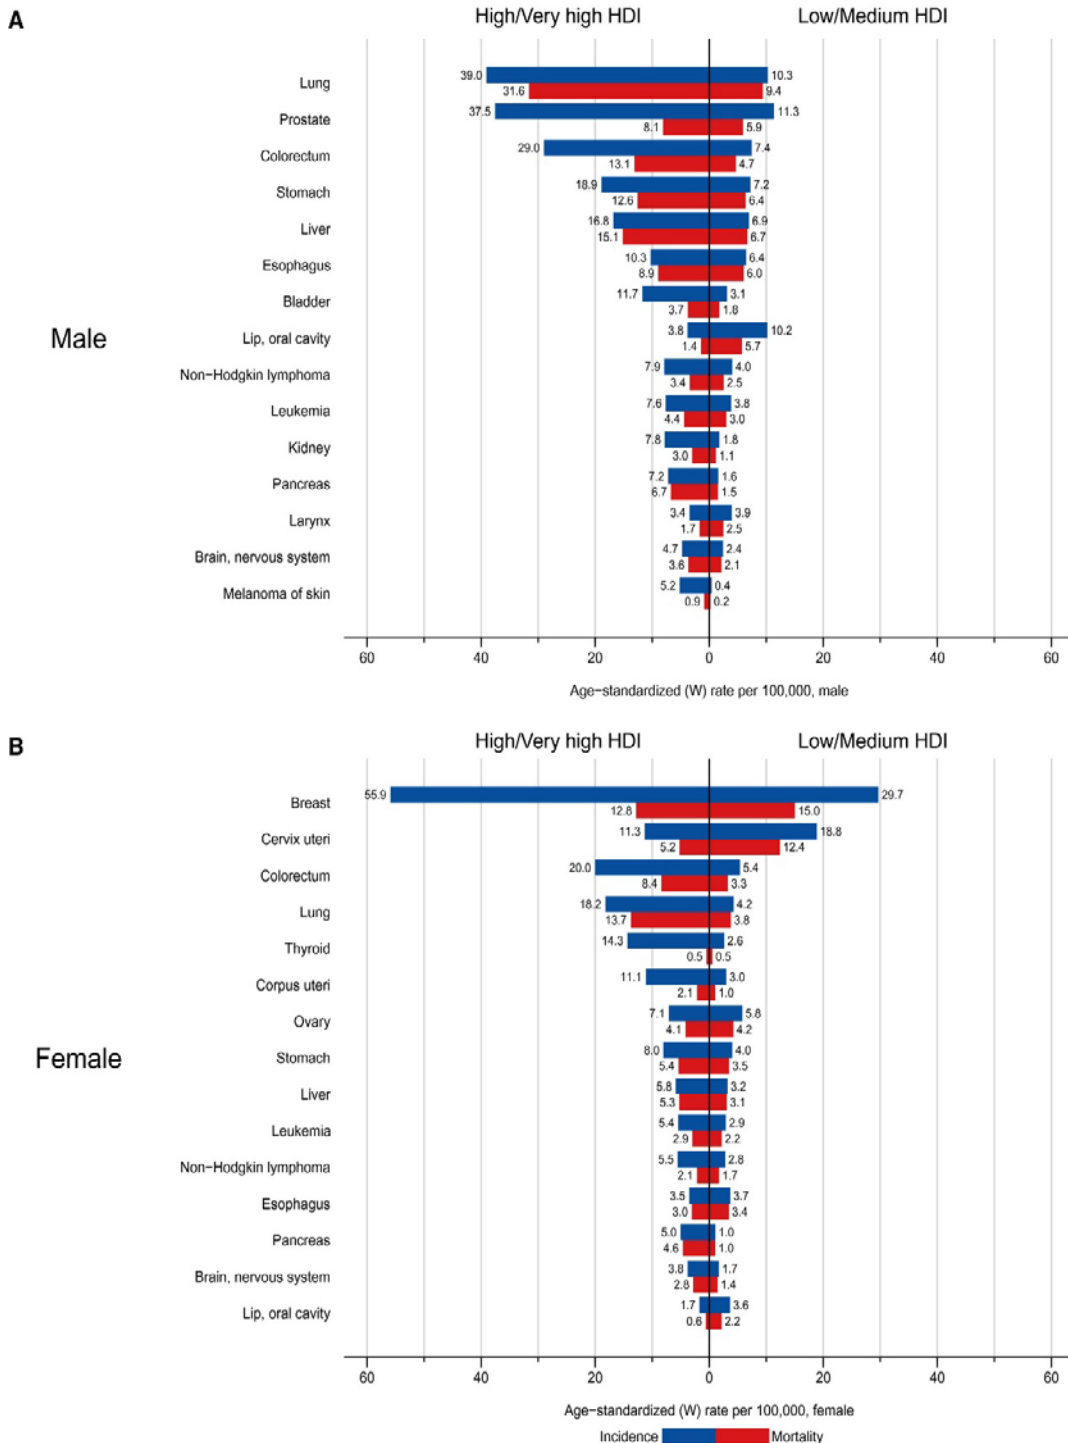 A
High/Very high HDI Low/Medium HDI
Lung 39.0 10.3
31.6 9.4
Prostate 37.5 11.3
8.1 5.9
Colorectum 29.0 7.4
13.1 4.7
Stomach 18.9 7.2
12.6 6.4
Liver 16.8 6.9
15.1 6.7
Esophagus 10.3 6.4
8.9 6.0
Bladder 11.7 3.1
3.7 1.8
Male
Lip, oral cavity 3.8 10.2
1.4 5.7
Non-Hodgkin lymphoma 7.9 4.0
3.4 2.5
Leukemia 7.6 3.8
4.4 3.0
Kidney 7.8 1.8
3.0 1.1
Pancreas 7.2 1.6
6.7 1.5
Larynx 3.4 3.9
1.7 2.5
Brain, nervous system 4.7 2.4
3.6 2.1
Melanoma of skin 5.2 0.4
0.9 0.2
60 40 20 0 20 40 60
Age-standardized (W) rate per 100,000, male
B
High/Very high HDI Low/Medium HDI
Breast 55.9 29.7
12.8 15.0
Cervix uteri 11.3 18.8
5.2 12.4
Colorectum 20.0 5.4
8.4 3.3
Lung 18.2 4.2
13.7 3.8
Thyroid 14.3 2.6
0.5 0.5
Corpus uteri 11.1 3.0
2.1 1.0
Ovary 7.1 5.8
4.1 4.2
Female
Stomach 8.0 4.0
5.4 3.5
Liver 5.8 3.2
5.3 3.1
Leukemia 5.4 2.9
2.9 2.2
Non-Hodgkin lymphoma 5.5 2.8
2.1 1.7
Esophagus 3.5 3.7
3.0 3.4
Pancreas 5.0 1.0
4.6 1.0
Brain, nervous system 3.8 1.7
2.8 1.4
Lip, oral cavity 1.7 3.6
0.6 2.2
60 40 20 0 20 40 60
Age-standardized (W) rate per 100,000, female
Incidence Mortality